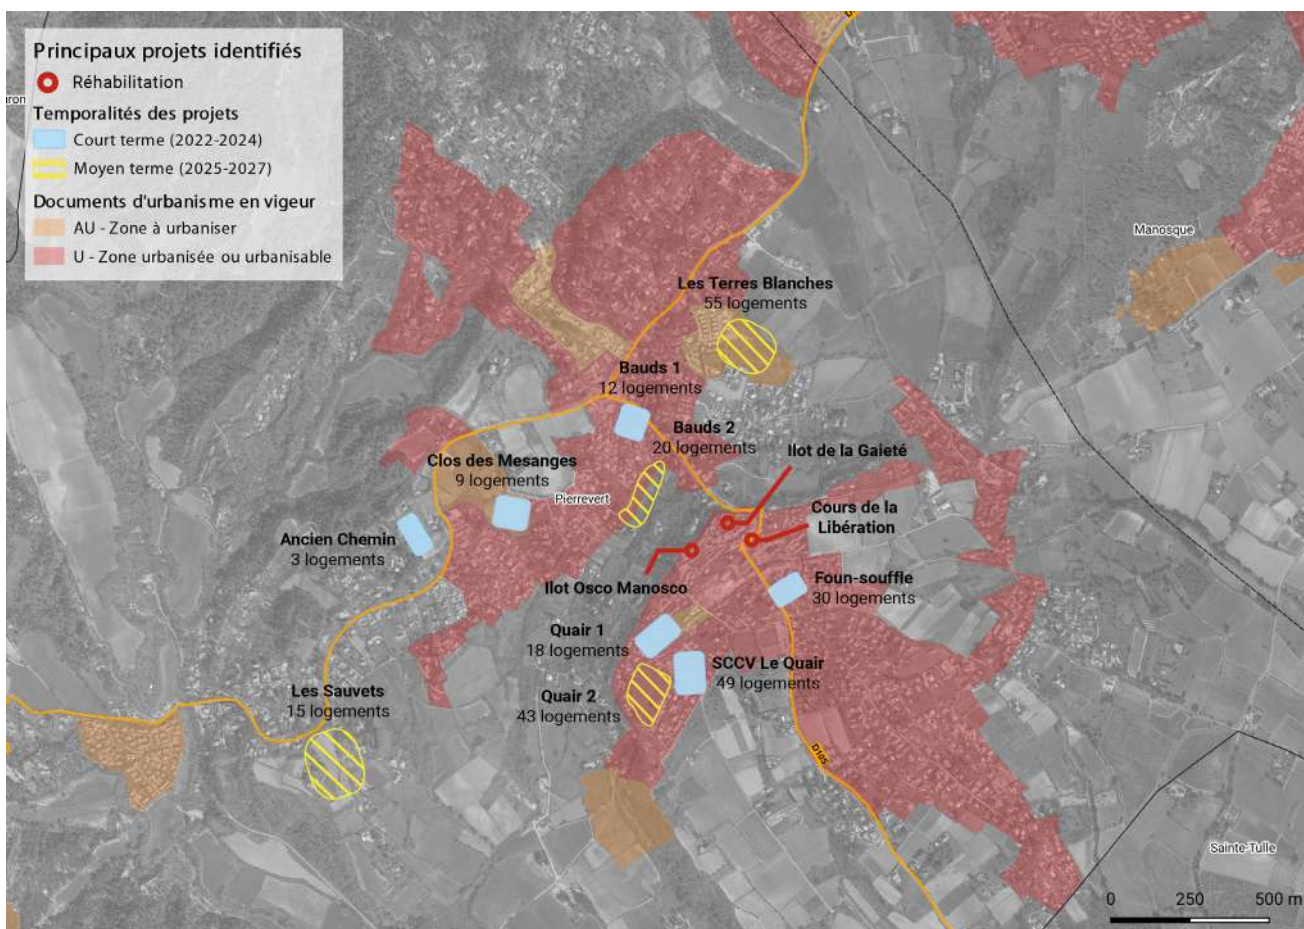 Principaux projets identifiés
Réhabilitation
Temporalités des projets
Court terme (2022-2024)
Moyen terme (2025-2027)
Documents d'urbanisme en vigeur
AU - Zone à urbaniser
U - Zone urbanisée ou urbanisable
Manosque
Les Terres Blanches
55 logements
Bauds 1
12 logements
Bauds 2
20 logements
Ilot de la Gaieté
Clos des Mesanges
9 logements
Pierrevert
Cours de la
Libération
Ancien Chemin
3 logements
Ilot Osco Manosco
Foun-souffle
30 logements
Quair 1
18 logements
SCCV Le Quair
49 logements
Quair 2
43 logements
Les Sauvets
15 logements
D105
Sainte-Tulle
0 250 500 m